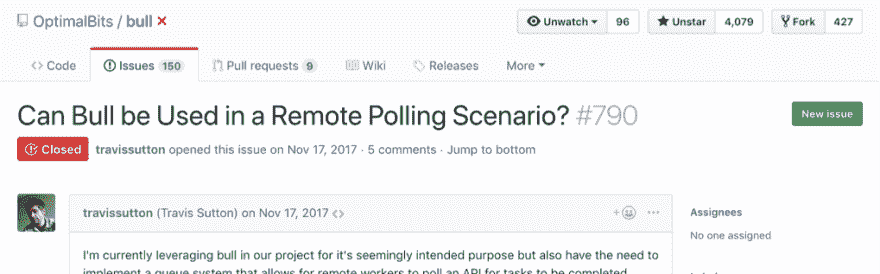 OptimalBits / bull
Unwatch 96 Unstar 4,079 Fork 427
Code Issues 150 Pull requests 9 Wiki Releases More
Can Bull be Used in a Remote Polling Scenario? #790
New issue
Closed travissutton opened this issue on Nov 17, 2017 · 5 comments · Jump to bottom
travissutton (Travis Sutton) on Nov 17, 2017
Assignees
No one assigned
I'm currently leveraging bull in our project for it's seemingly intended purpose but also have the need to
implement a queue system that allows for remote workers to poll an API for tasks to be completed